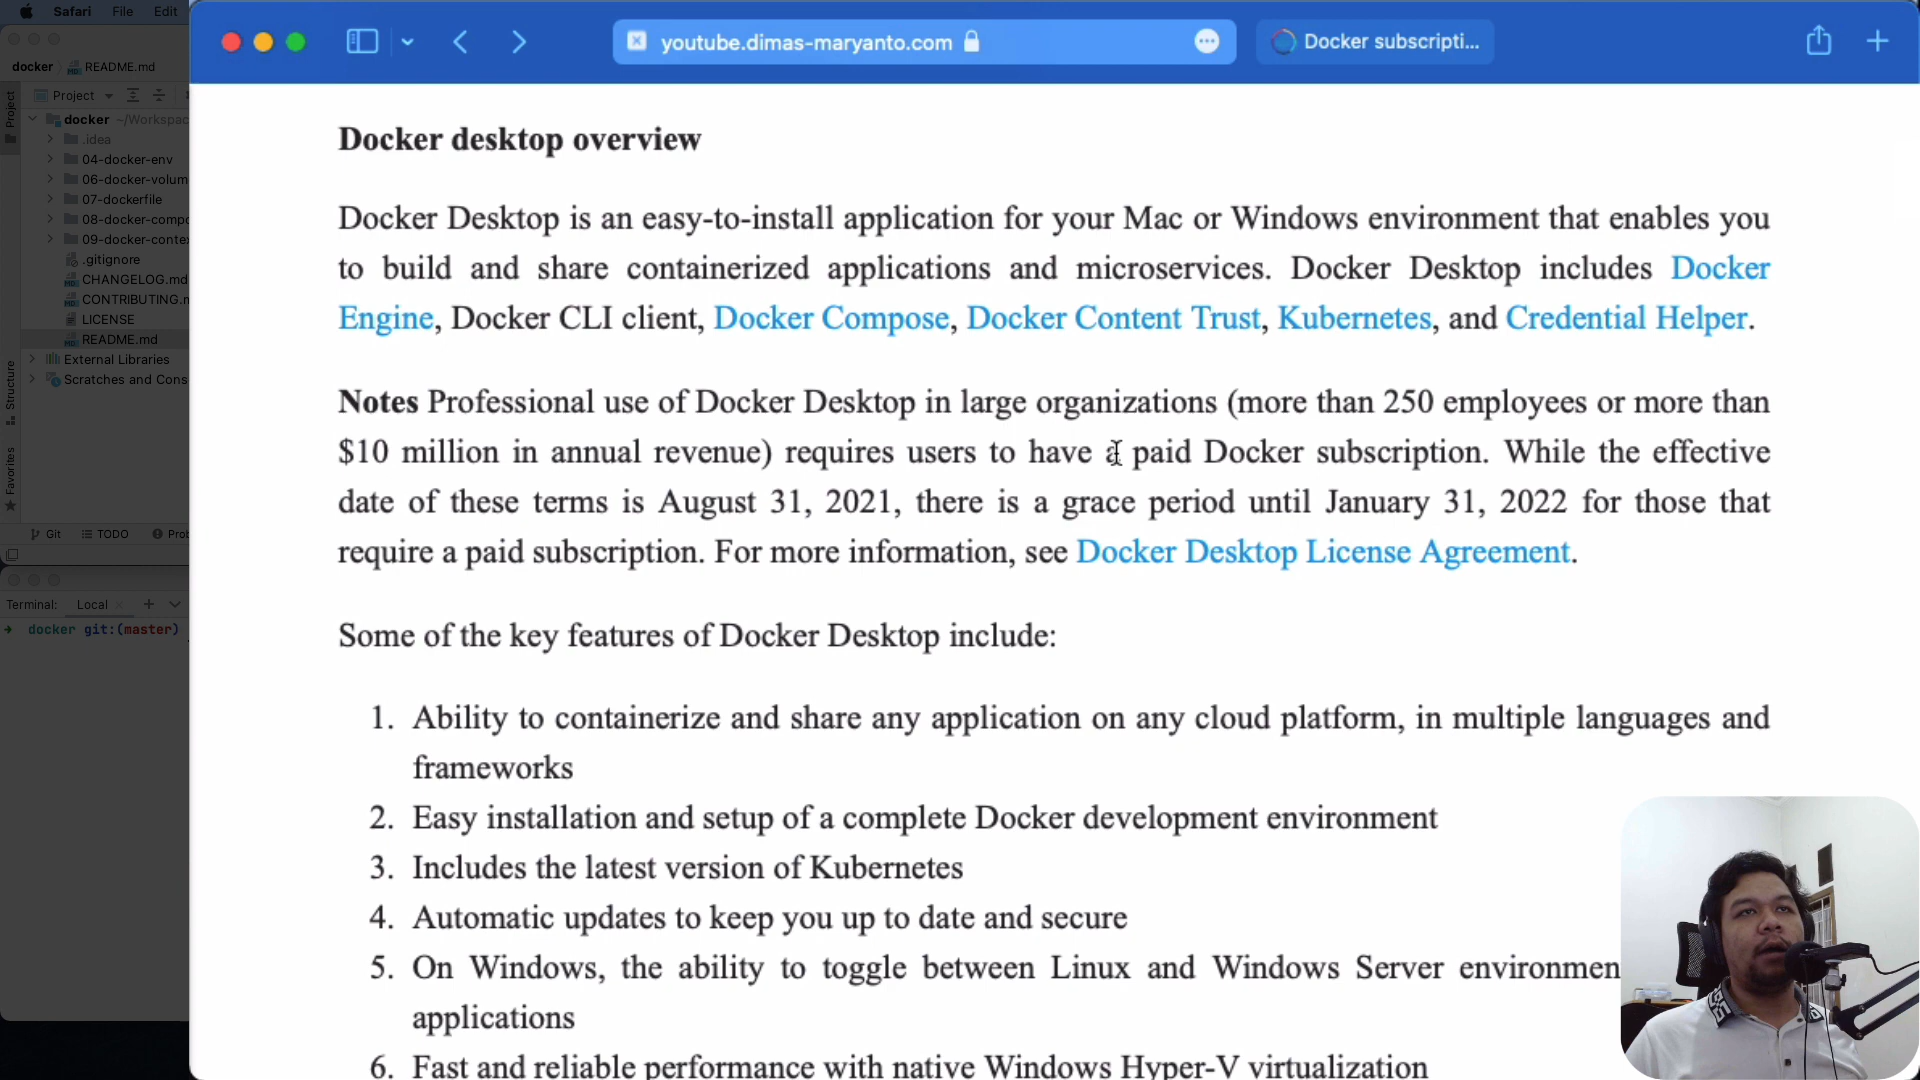 Safari File Edit
youtube.dimas-maryanto.com
Docker subscripti...
docker README.md
Project
Project
docker ~/Workspac
.idea
04-docker-env
06-docker-volum
07-dockerfile
08-docker-compo
09-docker-conte
.gitignore
CHANGELOG.md
CONTRIBUTING.m
LICENSE
README.md
External Libraries
Scratches and Cons
Structure
Favorites
Git TODO Prob
Terminal: Local
docker git:(master)
Docker desktop overview
Docker Desktop is an easy-to-install application for your Mac or Windows environment that enables you
to build and share containerized applications and microservices. Docker Desktop includes Docker
Engine, Docker CLI client, Docker Compose, Docker Content Trust, Kubernetes, and Credential Helper.
Notes Professional use of Docker Desktop in large organizations (more than 250 employees or more than
$10 million in annual revenue) requires users to have a paid Docker subscription. While the effective
date of these terms is August 31, 2021, there is a grace period until January 31, 2022 for those that
require a paid subscription. For more information, see Docker Desktop License Agreement.
Some of the key features of Docker Desktop include:
1. Ability to containerize and share any application on any cloud platform, in multiple languages and
frameworks
2. Easy installation and setup of a complete Docker development environment
3. Includes the latest version of Kubernetes
4. Automatic updates to keep you up to date and secure
5. On Windows, the ability to toggle between Linux and Windows Server environmen
applications
6. Fast and reliable performance with native Windows Hyper-V virtualization